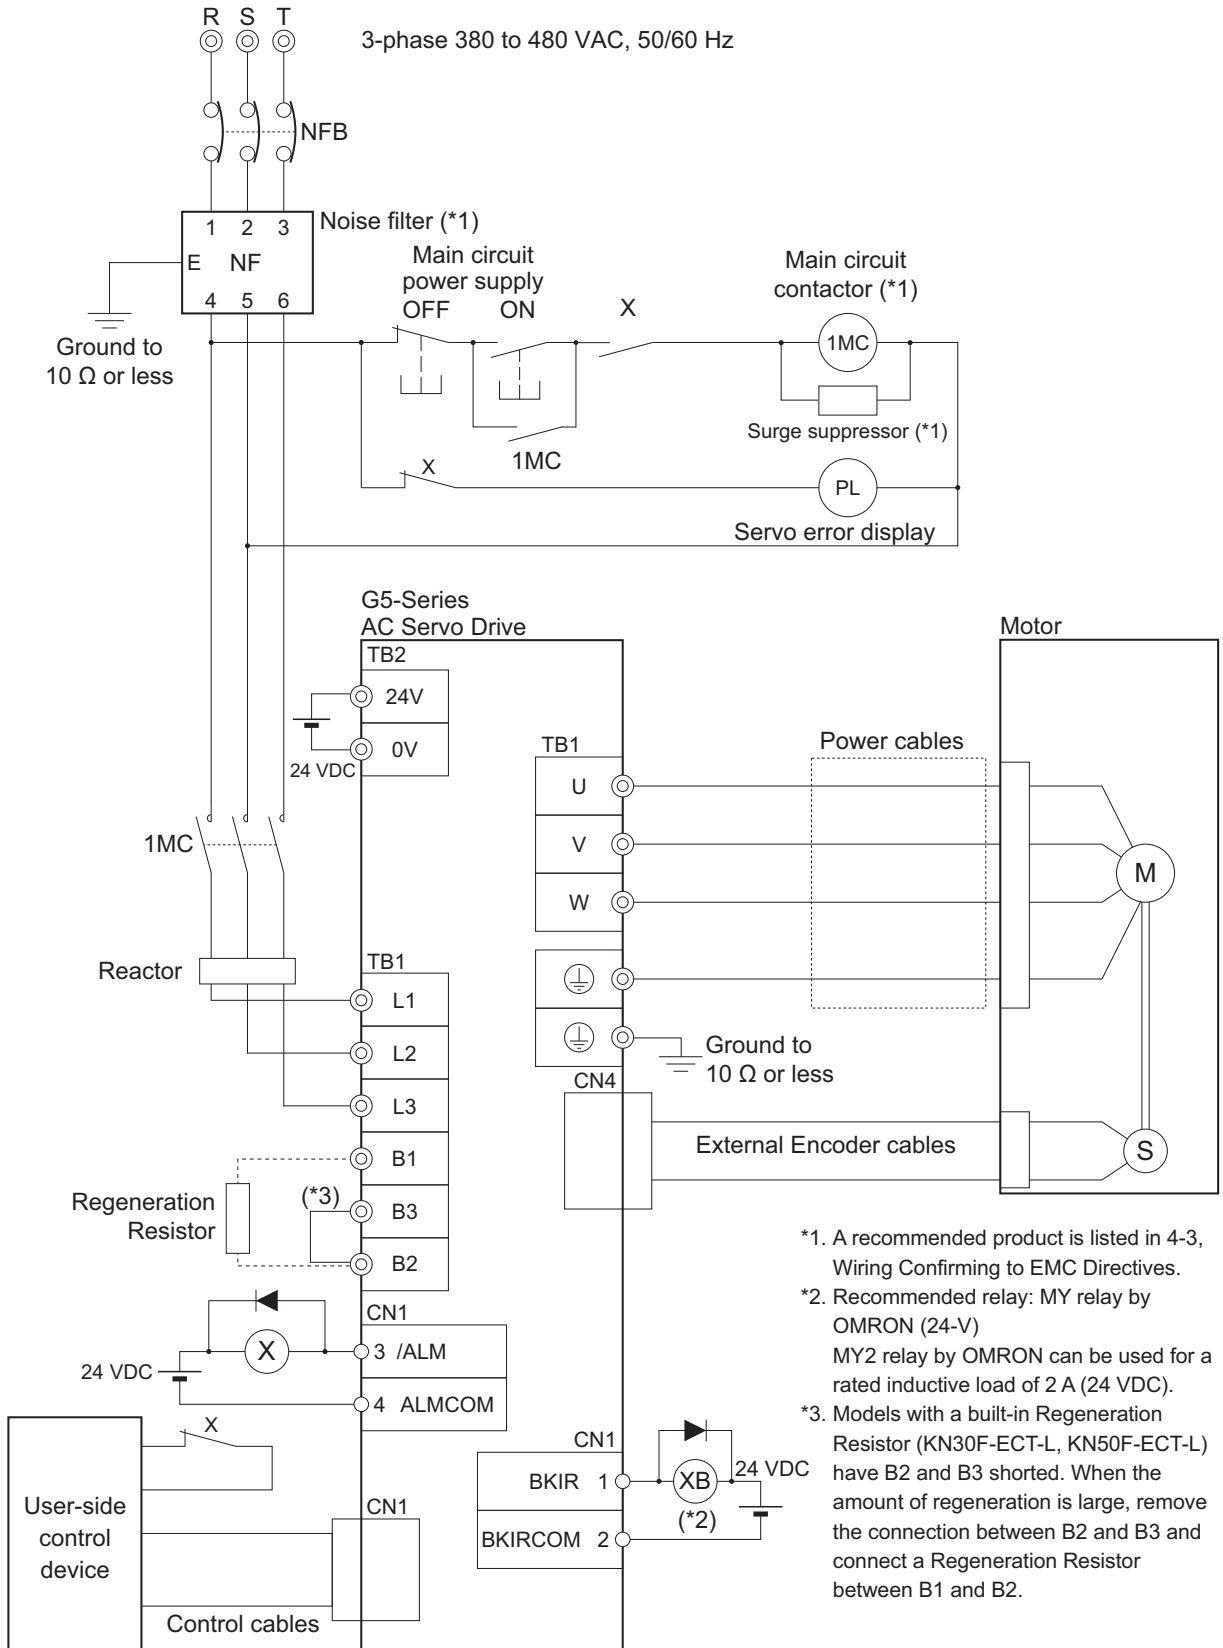 R S T
3-phase 380 to 480 VAC, 50/60 Hz
NFB
1 2 3
Noise filter (*1)
E NF
4 5 6
Ground to
10 Ω or less
Main circuit
power supply
OFF ON
X
Main circuit
contactor (*1)
1MC
Surge suppressor (*1)
1MC
X
PL
Servo error display
G5-Series
AC Servo Drive
Motor
TB2
24V
0V
24 VDC
TB1
U
V
W
Power cables
M
1MC
Reactor
TB1
L1
L2
L3
Ground to
10 Ω or less
CN4
External Encoder cables
S
B1
B3
B2
(*3)
Regeneration
Resistor
CN1
X
3 /ALM
4 ALMCOM
24 VDC
X
User-side
control
device
CN1
Control cables
CN1
BKIR 1
BKIRCOM 2
XB
(*2)
24 VDC
*1. A recommended product is listed in 4-3,
Wiring Confirming to EMC Directives.
*2. Recommended relay: MY relay by
OMRON (24-V)
MY2 relay by OMRON can be used for a
rated inductive load of 2 A (24 VDC).
*3. Models with a built-in Regeneration
Resistor (KN30F-ECT-L, KN50F-ECT-L)
have B2 and B3 shorted. When the
amount of regeneration is large, remove
the connection between B2 and B3 and
connect a Regeneration Resistor
between B1 and B2.